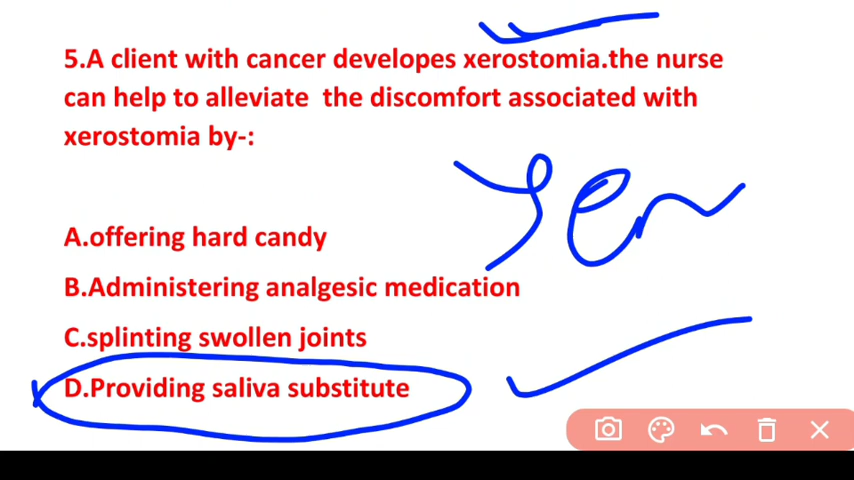 5.A client with cancer developes xerostomia.the nurse
can help to alleviate the discomfort associated with
xerostomia by-:
A.offering hard candy
B.Administering analgesic medication
C.splinting swollen joints
D.Providing saliva substitute